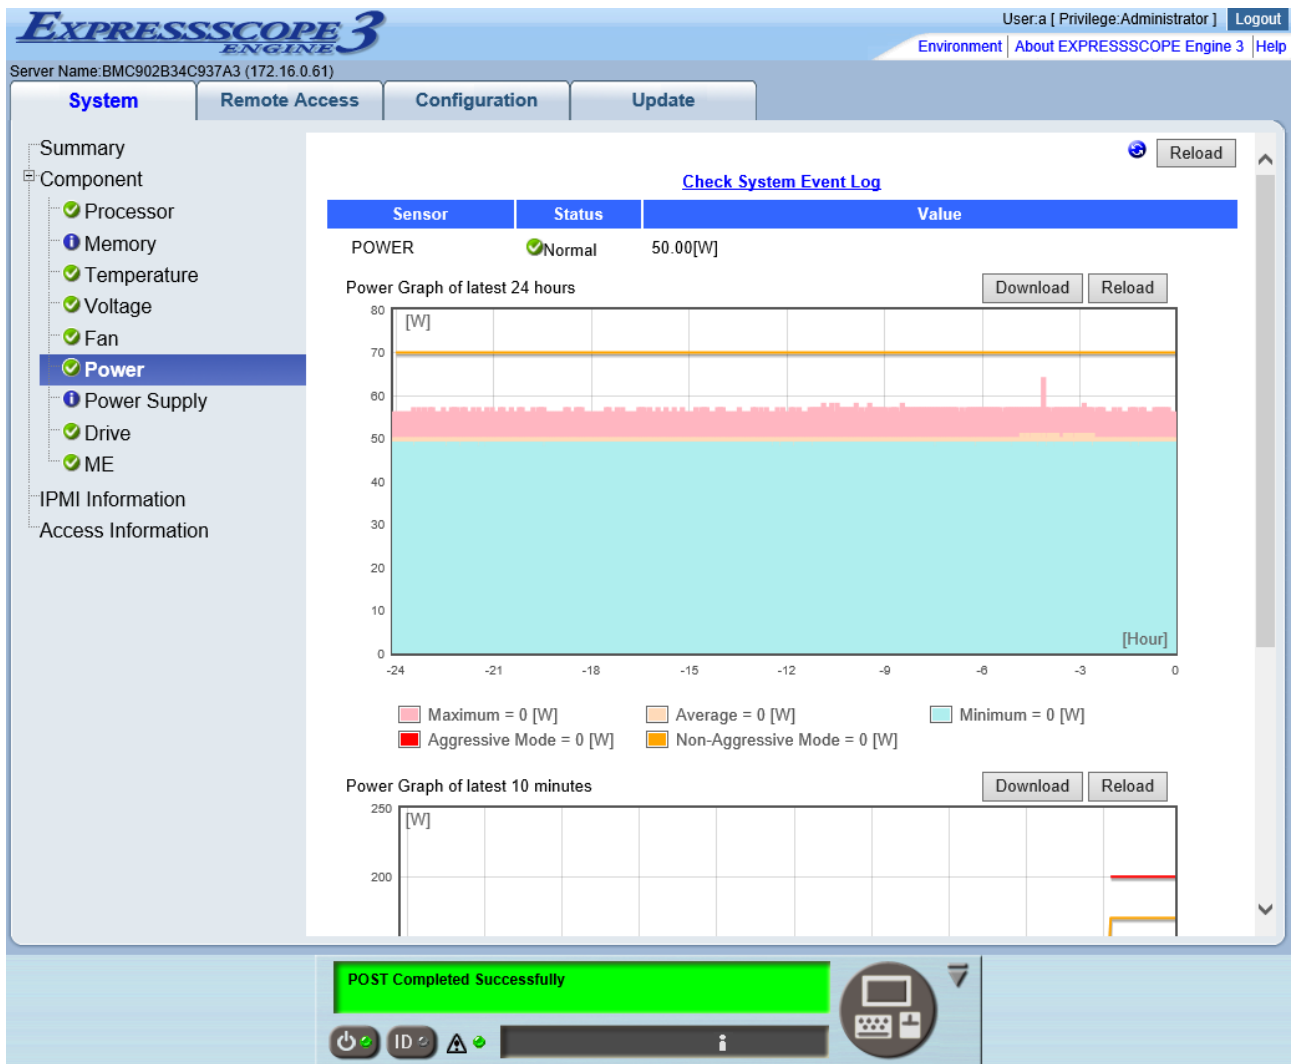 EXPRESSSCOPE 3
ENGINE
User:a [ Privilege:Administrator ] Logout
Environment About EXPRESSSCOPE Engine 3 Help
Server Name:BMC902B34C937A3 (172.16.0.61)
System Remote Access Configuration Update
Summary
Component
Processor
Memory
Temperature
Voltage
Fan
Power
Power Supply
Drive
ME
IPMI Information
Access Information
Reload
Check System Event Log
Sensor Status Value
POWER Normal 50.00[W]
Power Graph of latest 24 hours Download Reload
80
[W]
70
60
50
40
30
20
10
[Hour]
0
-24 -21 -18 -15 -12 -9 -6 -3 0
Maximum = 0 [W] Average = 0 [W] Minimum = 0 [W]
Aggressive Mode = 0 [W] Non-Aggressive Mode = 0 [W]
Power Graph of latest 10 minutes Download Reload
250
[W]
200
POST Completed Successfully
ID